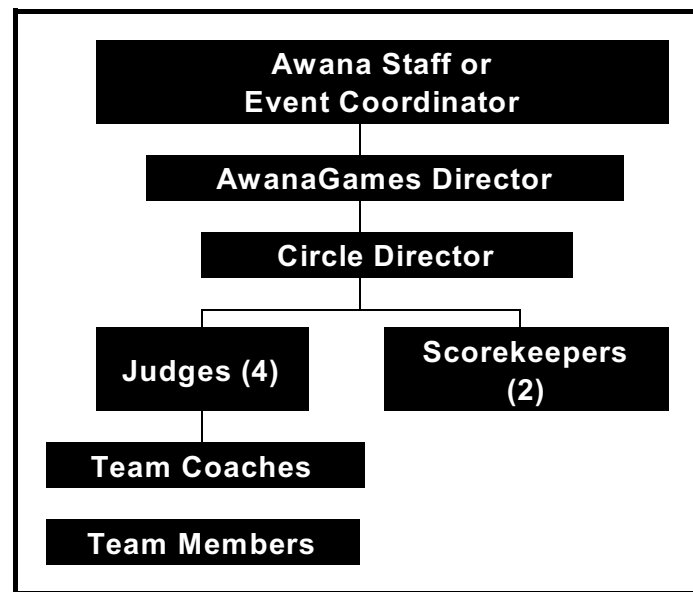 Awana Staff or
Event Coordinator
AwanaGames Director
Circle Director
Judges (4)
Scorekeepers
(2)
Team Coaches
Team Members